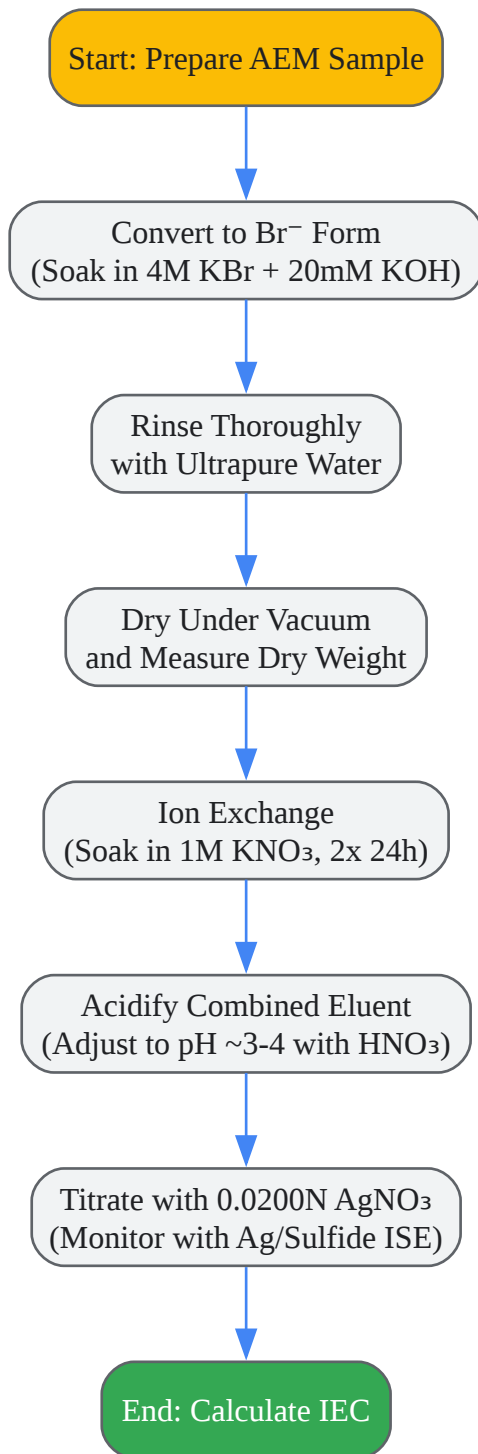 Start: Prepare AEM Sample
Convert to Br⁻ Form
(Soak in 4M KBr + 20mM KOH)
Rinse Thoroughly
with Ultrapure Water
Dry Under Vacuum
and Measure Dry Weight
Ion Exchange
(Soak in 1M KNO₃, 2x 24h)
Acidify Combined Eluent
(Adjust to pH ~3-4 with HNO₃)
Titrate with 0.0200N AgNO₃
(Monitor with Ag/Sulfide ISE)
End: Calculate IEC